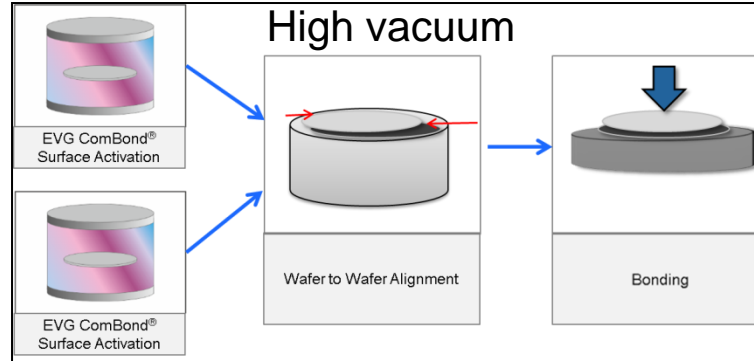 High vacuum
EVG ComBond®
Surface Activation
EVG ComBond®
Surface Activation
Wafer to Wafer Alignment
Bonding